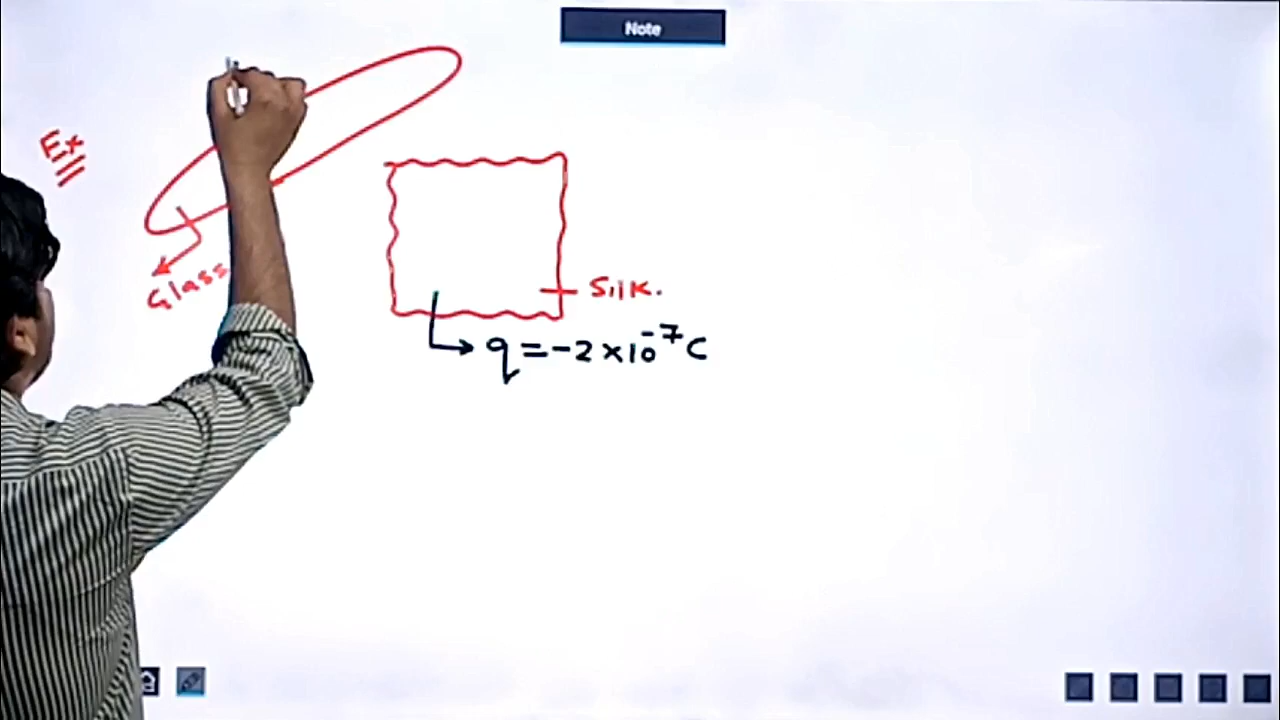 Note
Ex
Glass
Silk.
q = -2 × 10⁻⁷ C